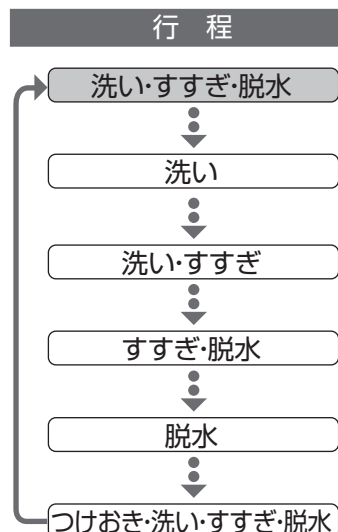 行 程
洗い･すすぎ･脱水
洗い
洗い･すすぎ
すすぎ･脱水
脱水
つけおき･洗い･すすぎ･脱水